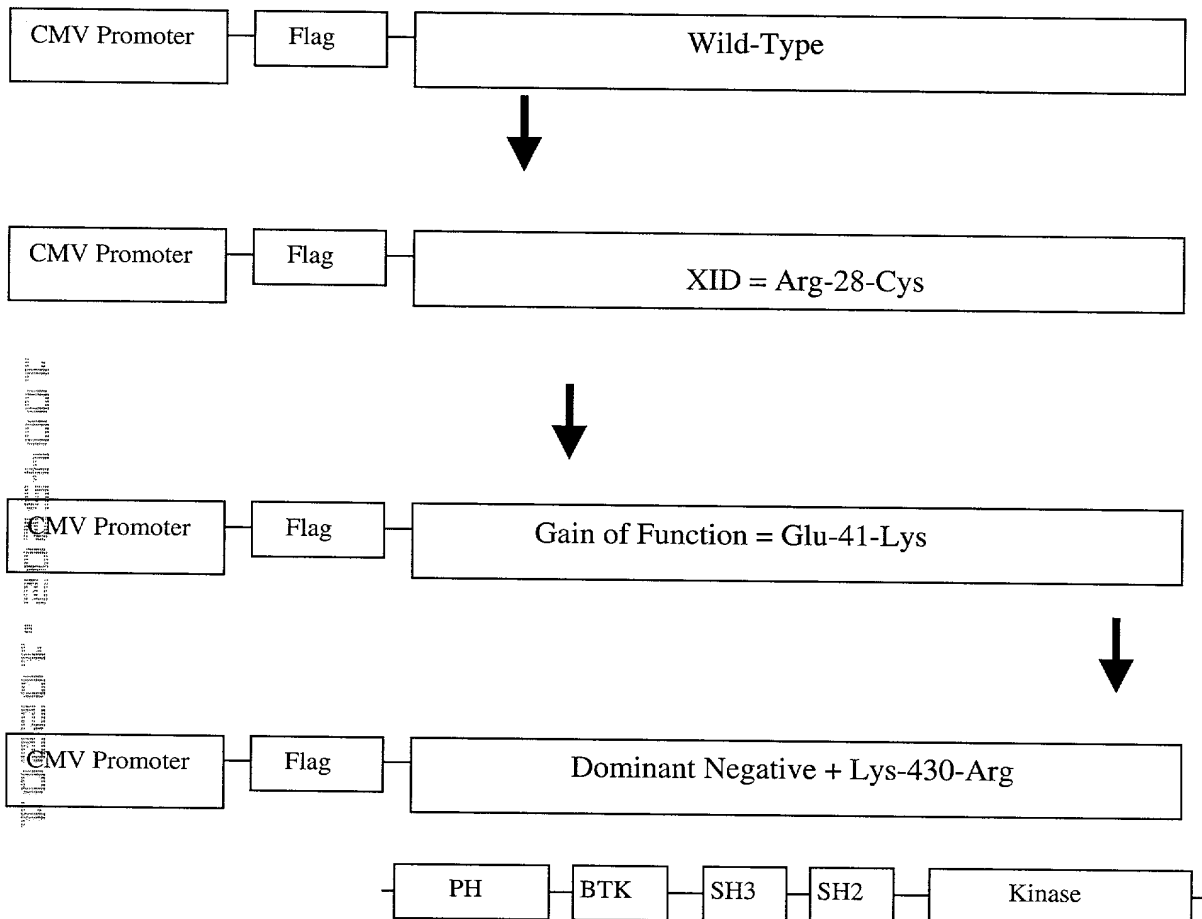 CMV Promoter
Flag
Wild-Type
CMV Promoter
Flag
XID = Arg-28-Cys
CMV Promoter
Flag
Gain of Function = Glu-41-Lys
CMV Promoter
Flag
Dominant Negative + Lys-430-Arg
PH
BTK
SH3
SH2
Kinase